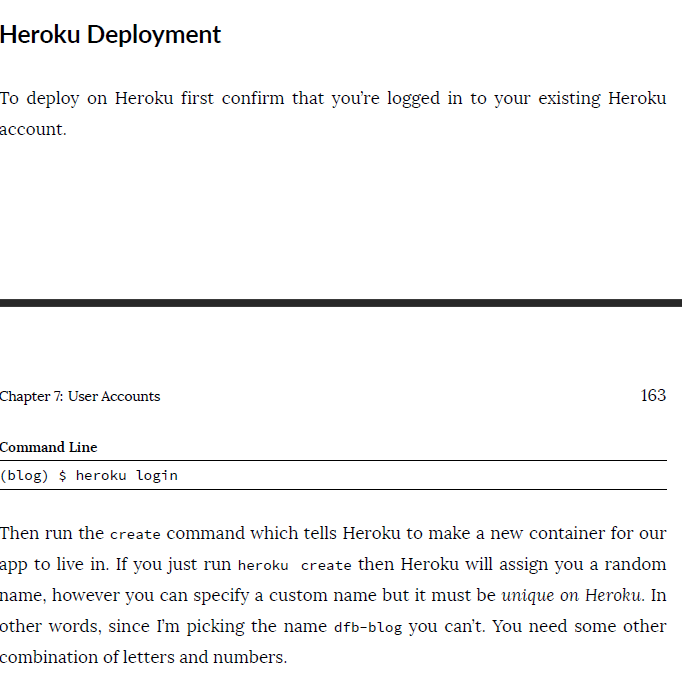 Heroku Deployment
To deploy on Heroku first confirm that you're logged in to your existing Heroku
account.
Chapter 7: User Accounts 163
Command Line
(blog) $ heroku login
Then run the create command which tells Heroku to make a new container for our
app to live in. If you just run heroku create then Heroku will assign you a random
name, however you can specify a custom name but it must be unique on Heroku. In
other words, since I'm picking the name dfb-blog you can't. You need some other
combination of letters and numbers.